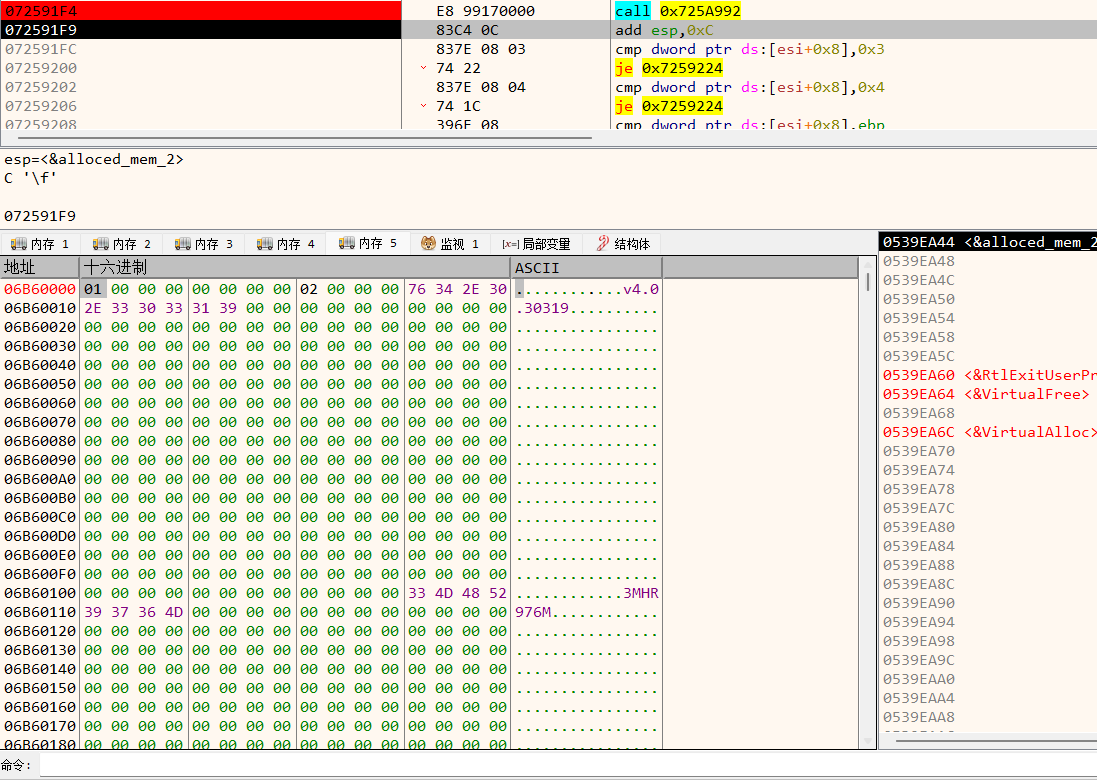 072591F4 E8 99170000 call 0x725A992
072591F9 83C4 0C add esp,0xC
072591FC 837E 08 03 cmp dword ptr ds:[esi+0x8],0x3
07259200 74 22 je 0x7259224
07259202 837E 08 04 cmp dword ptr ds:[esi+0x8],0x4
07259206 74 1C je 0x7259224
07259208 396E 08 cmp dword ptr ds:[esi+0x8],ebp
esp=<&alloced_mem_2>
C '\f'
072591F9
内存 1 内存 2 内存 3 内存 4 内存 5 监视 1 [x=] 局部变量 结构体
地址 十六进制 ASCII
06B60000 01 00 00 00 00 00 00 00 02 00 00 00 76 34 2E 30 ............v4.0
06B60010 2E 33 30 33 31 39 00 00 00 00 00 00 00 00 00 00 .30319..........
06B60020 00 00 00 00 00 00 00 00 00 00 00 00 00 00 00 00 ................
06B60030 00 00 00 00 00 00 00 00 00 00 00 00 00 00 00 00 ................
06B60040 00 00 00 00 00 00 00 00 00 00 00 00 00 00 00 00 ................
06B60050 00 00 00 00 00 00 00 00 00 00 00 00 00 00 00 00 ................
06B60060 00 00 00 00 00 00 00 00 00 00 00 00 00 00 00 00 ................
06B60070 00 00 00 00 00 00 00 00 00 00 00 00 00 00 00 00 ................
06B60080 00 00 00 00 00 00 00 00 00 00 00 00 00 00 00 00 ................
06B60090 00 00 00 00 00 00 00 00 00 00 00 00 00 00 00 00 ................
06B600A0 00 00 00 00 00 00 00 00 00 00 00 00 00 00 00 00 ................
06B600B0 00 00 00 00 00 00 00 00 00 00 00 00 00 00 00 00 ................
06B600C0 00 00 00 00 00 00 00 00 00 00 00 00 00 00 00 00 ................
06B600D0 00 00 00 00 00 00 00 00 00 00 00 00 00 00 00 00 ................
06B600E0 00 00 00 00 00 00 00 00 00 00 00 00 00 00 00 00 ................
06B600F0 00 00 00 00 00 00 00 00 00 00 00 00 00 00 00 00 ................
06B60100 00 00 00 00 00 00 00 00 00 00 00 00 33 4D 48 52 ............3MHR
06B60110 39 37 36 4D 00 00 00 00 00 00 00 00 00 00 00 00 976M............
06B60120 00 00 00 00 00 00 00 00 00 00 00 00 00 00 00 00 ................
06B60130 00 00 00 00 00 00 00 00 00 00 00 00 00 00 00 00 ................
06B60140 00 00 00 00 00 00 00 00 00 00 00 00 00 00 00 00 ................
06B60150 00 00 00 00 00 00 00 00 00 00 00 00 00 00 00 00 ................
06B60160 00 00 00 00 00 00 00 00 00 00 00 00 00 00 00 00 ................
06B60170 00 00 00 00 00 00 00 00 00 00 00 00 00 00 00 00 ................
06B60180 00 00 00 00 00 00 00 00 00 00 00 00 00 00 00 00 ................
0539EA44 <&alloced_mem_2
0539EA48
0539EA4C
0539EA50
0539EA54
0539EA58
0539EA5C
0539EA60 <&RtlExitUserPr
0539EA64 <&VirtualFree>
0539EA68
0539EA6C <&VirtualAlloc>
0539EA70
0539EA74
0539EA78
0539EA7C
0539EA80
0539EA84
0539EA88
0539EA8C
0539EA90
0539EA94
0539EA98
0539EA9C
0539EAA0
0539EAA4
0539EAA8
命令: